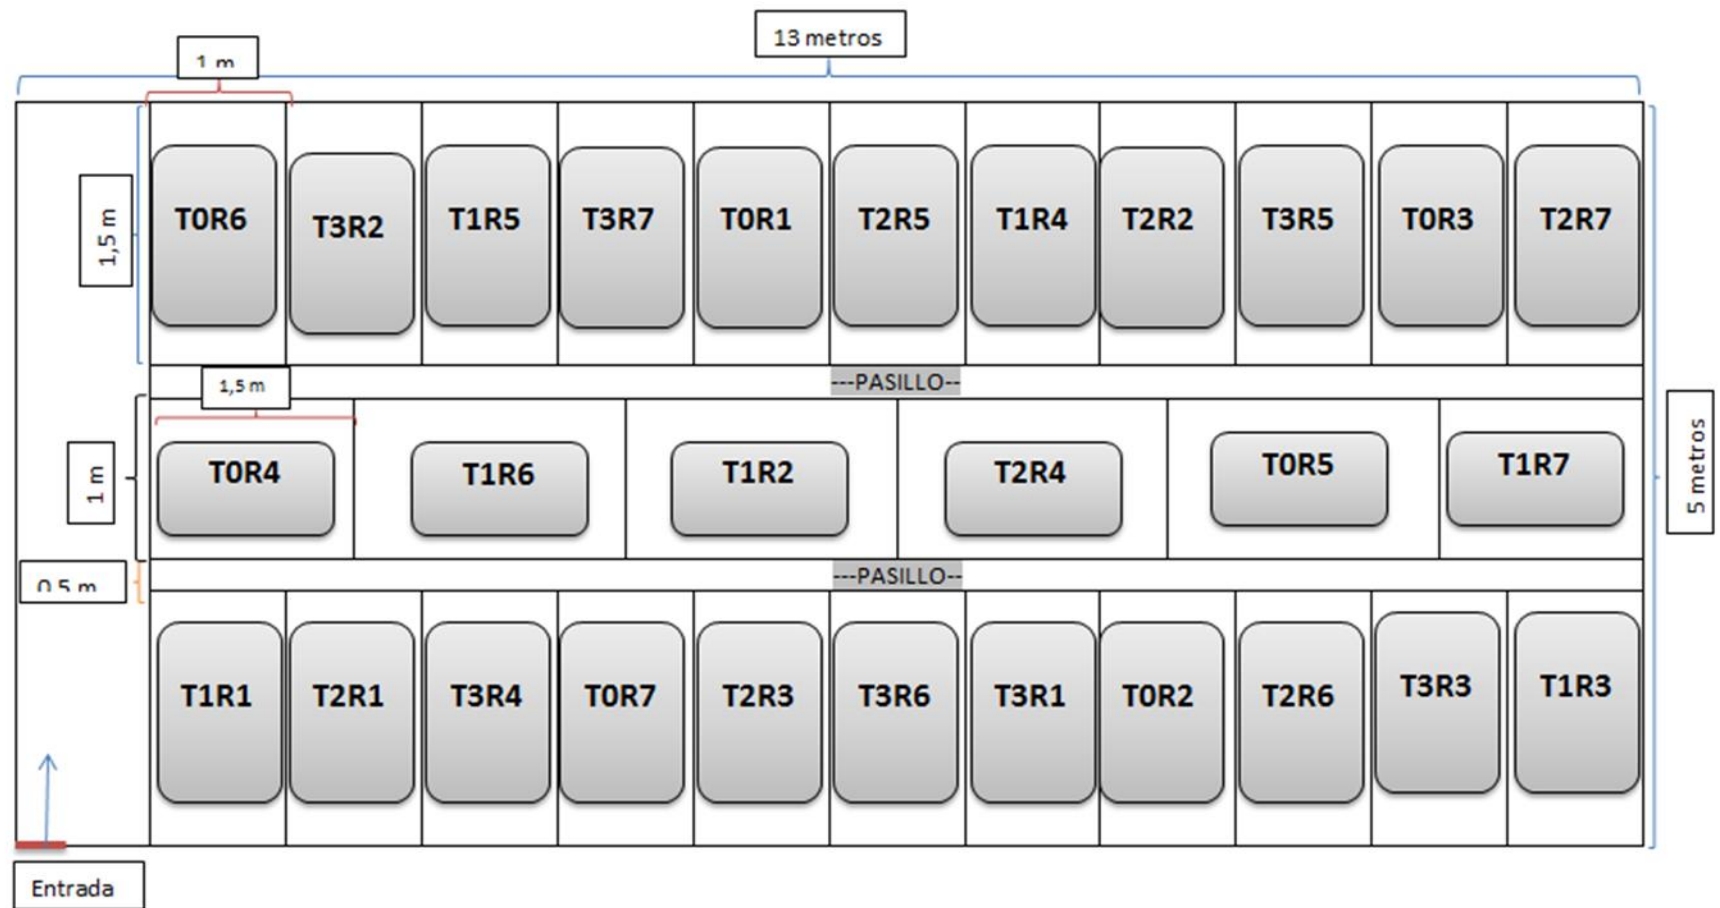 13 metros
1 m
T0R6 T3R2 T1R5 T3R7 T0R1 T2R5 T1R4 T2R2 T3R5 T0R3 T2R7
1,5 m
---PASILLO--
1,5 m
T0R4 T1R6 T1R2 T2R4 T0R5 T1R7
1 m
5 metros
---PASILLO--
0.5 m
T1R1 T2R1 T3R4 T0R7 T2R3 T3R6 T3R1 T0R2 T2R6 T3R3 T1R3
Entrada